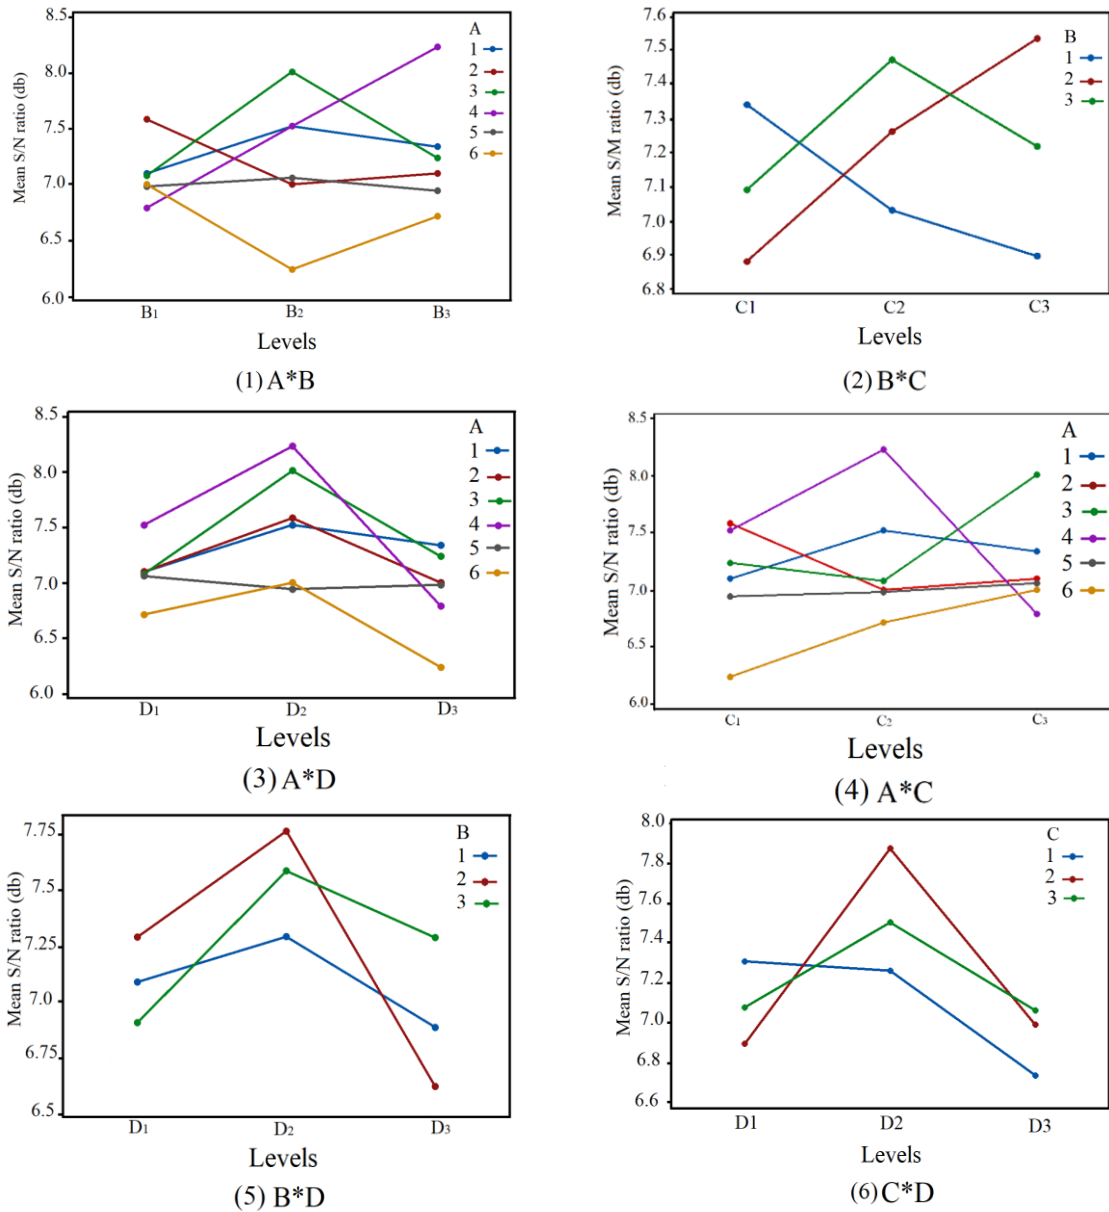 8.5
8.0
7.5
7.0
6.5
6.0
Mean S/N ratio (db)
A
1
2
3
4
5
6
B1
B2
B3
Levels
(1) A*B
7.6
7.5
7.4
7.3
7.2
7.1
7.0
6.9
6.8
Mean S/M ratio (db)
B
1
2
3
C1
C2
C3
Levels
(2) B*C
8.5
8.0
7.5
7.0
6.5
6.0
Mean S/N ratio (db)
A
1
2
3
4
5
6
D1
D2
D3
Levels
(3) A*D
8.5
8.0
7.5
7.0
6.5
6.0
Mean S/N ratio (db)
A
1
2
3
4
5
6
C1
C2
C3
Levels
(4) A*C
7.75
7.5
7.25
7.0
6.75
6.5
Mean S/N ratio (db)
B
1
2
3
D1
D2
D3
Levels
(5) B*D
8.0
7.8
7.6
7.4
7.2
7.0
6.8
6.6
Mean S/N ratio (db)
C
1
2
3
D1
D2
D3
Levels
(6) C*D